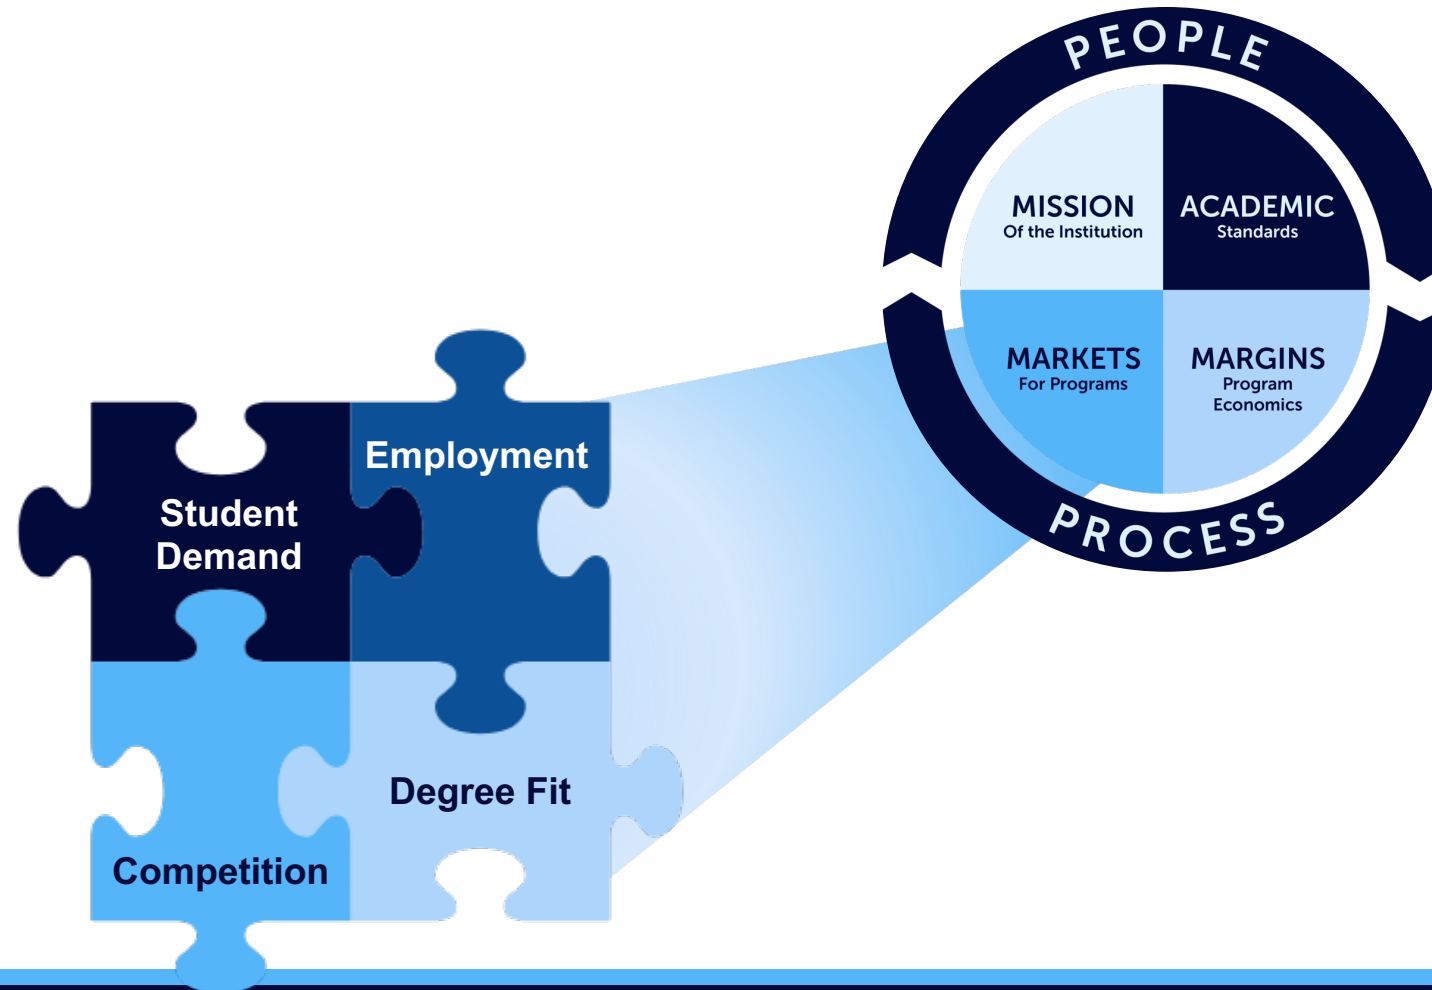 PEOPLE
MISSION
Of the Institution
ACADEMIC
Standards
MARKETS
For Programs
MARGINS
Program
Economics
PROCESS
Student
Demand
Employment
Competition
Degree Fit